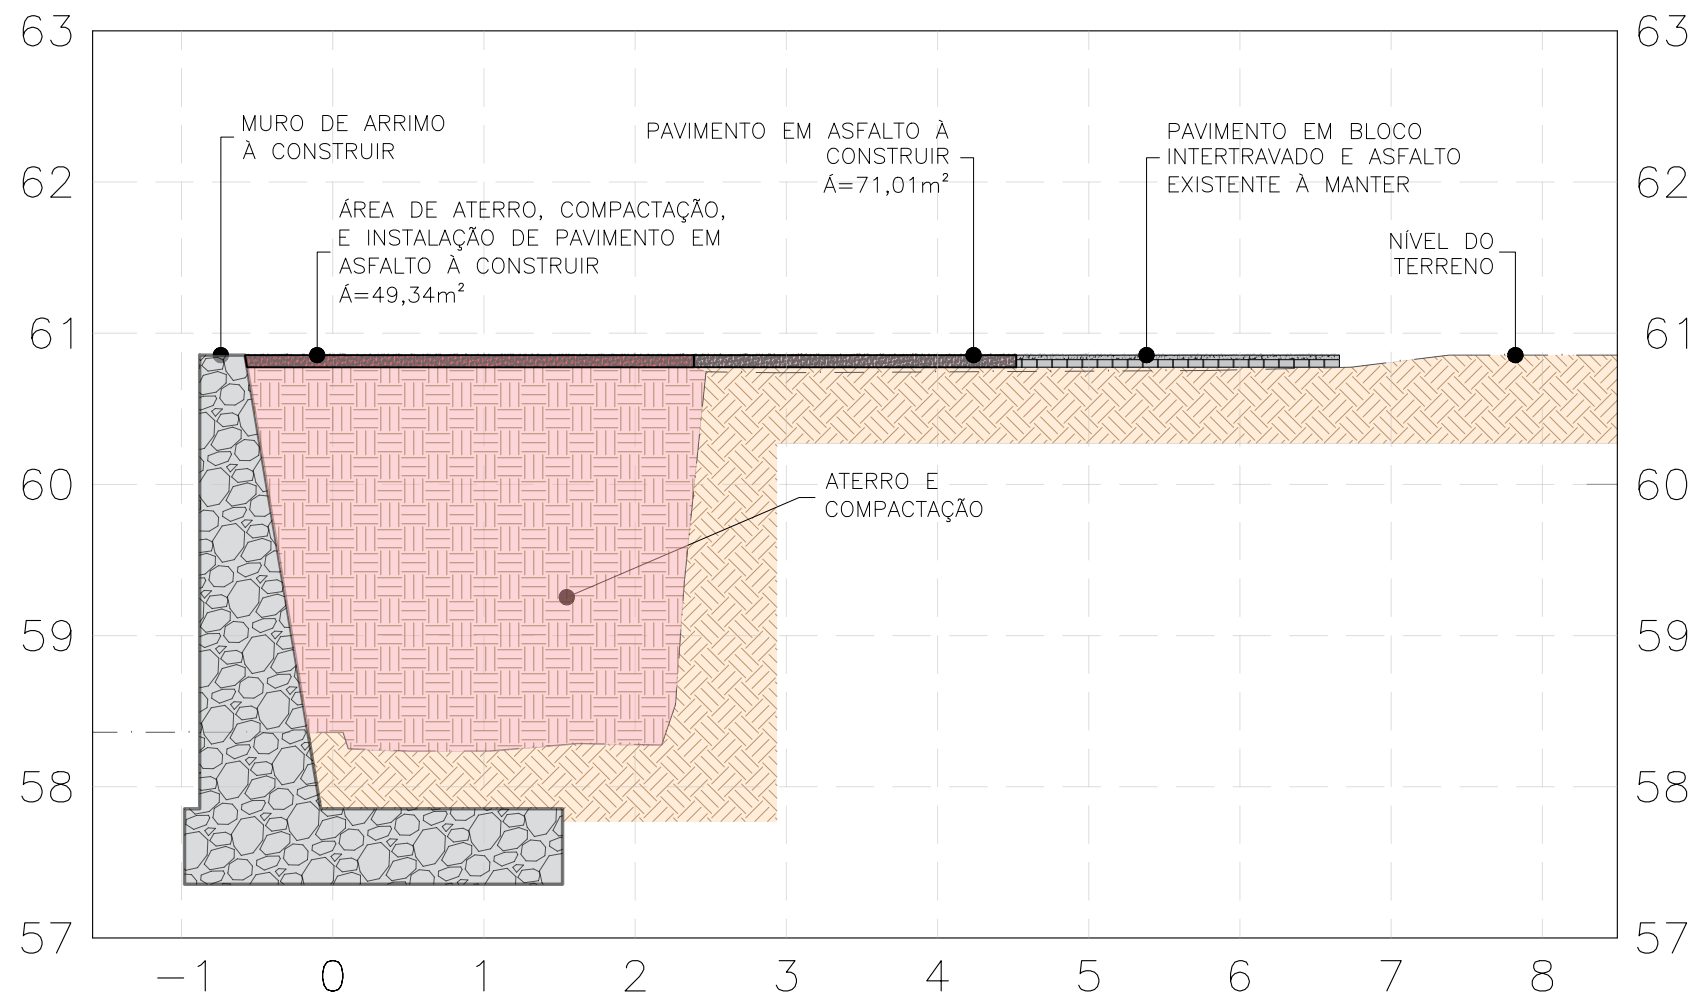 63
63
MURO DE ARRIMO
À CONSTRUIR
PAVIMENTO EM ASFALTO À
CONSTRUIR
Á=71,01m²
PAVIMENTO EM BLOCO
INTERTRAVADO E ASFALTO
EXISTENTE À MANTER
62
62
ÁREA DE ATERRO, COMPACTAÇÃO,
E INSTALAÇÃO DE PAVIMENTO EM
ASFALTO À CONSTRUIR
Á=49,34m²
NÍVEL DO
TERRENO
61
61
60
60
ATERRO E
COMPACTAÇÃO
59
59
58
58
57
57
-1 0 1 2 3 4 5 6 7 8